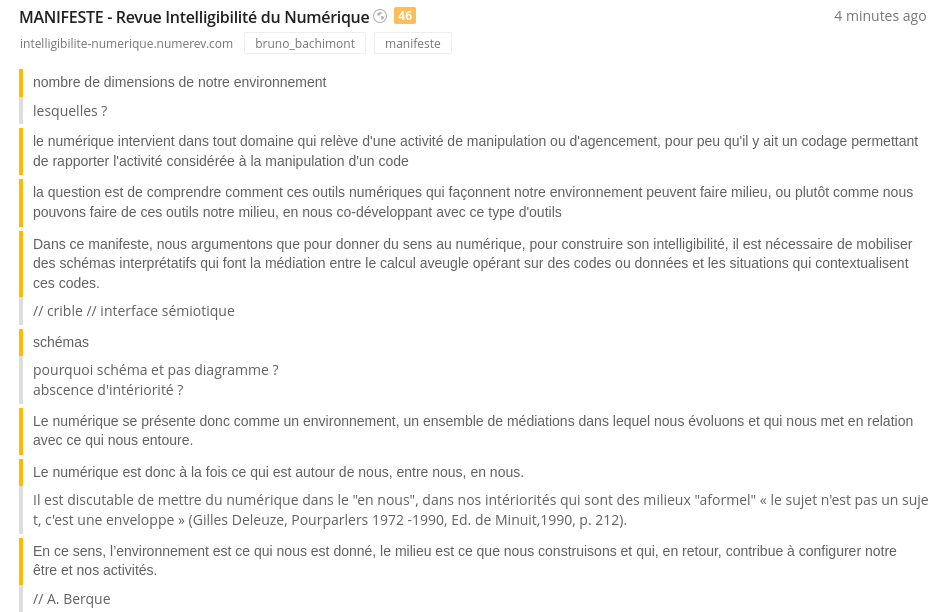 MANIFESTE - Revue Intelligibilité du Numérique 46 4 minutes ago
intelligibilite-numerique.numerev.com bruno_bachimont manifeste
nombre de dimensions de notre environnement
lesquelles ?
le numérique intervient dans tout domaine qui relève d'une activité de manipulation ou d'agencement, pour peu qu'il y ait un codage permettant
de rapporter l'activité considérée à la manipulation d'un code
la question est de comprendre comment ces outils numériques qui façonnent notre environnement peuvent faire milieu, ou plutôt comme nous
pouvons faire de ces outils notre milieu, en nous co-développant avec ce type d'outils
Dans ce manifeste, nous argumentons que pour donner du sens au numérique, pour construire son intelligibilité, il est nécessaire de mobiliser
des schémas interprétatifs qui font la médiation entre le calcul aveugle opérant sur des codes ou données et les situations qui contextualisent
ces codes.
// crible // interface sémiotique
schémas
pourquoi schéma et pas diagramme ?
abscence d'intériorité ?
Le numérique se présente donc comme un environnement, un ensemble de médiations dans lequel nous évoluons et qui nous met en relation
avec ce qui nous entoure.
Le numérique est donc à la fois ce qui est autour de nous, entre nous, en nous.
Il est discutable de mettre du numérique dans le "en nous", dans nos intériorités qui sont des milieux "aformel" « le sujet n'est pas un suje
t, c'est une enveloppe » (Gilles Deleuze, Pourparlers 1972 -1990, Ed. de Minuit,1990, p. 212).
En ce sens, l’environnement est ce qui nous est donné, le milieu est ce que nous construisons et qui, en retour, contribue à configurer notre
être et nos activités.
// A. Berque